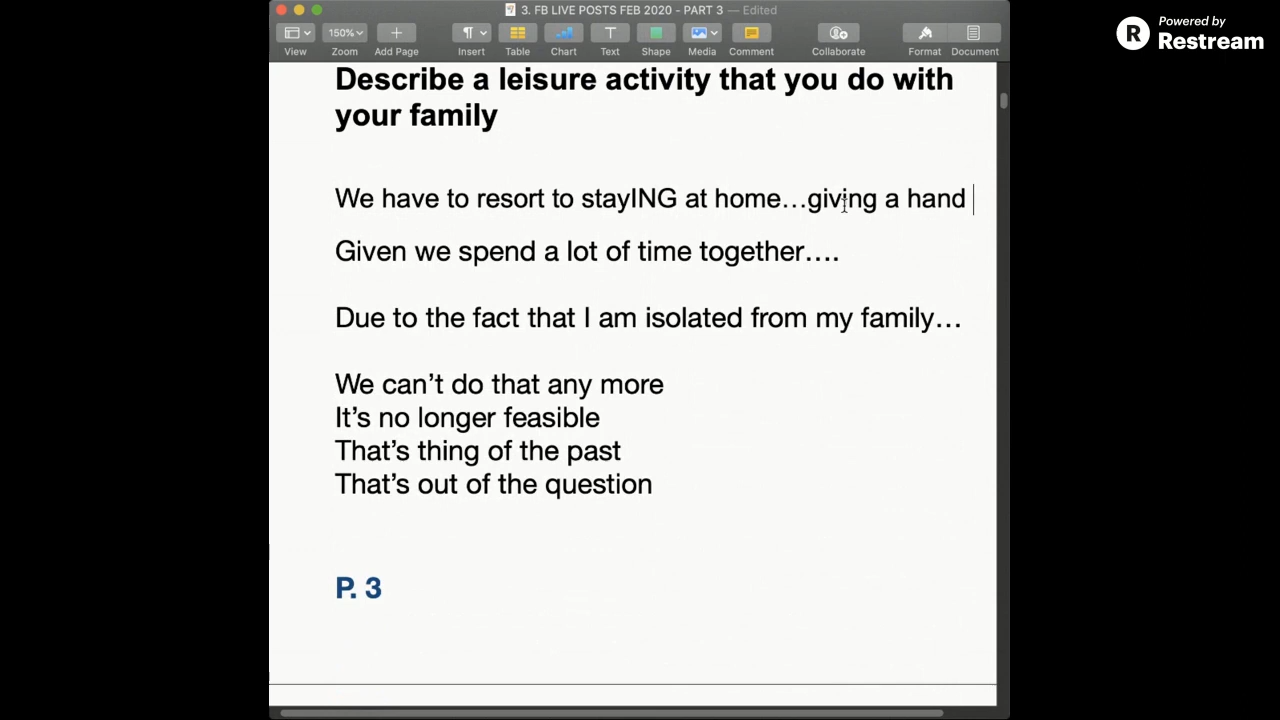 3. FB LIVE POSTS FEB 2020 - PART 3 — Edited
Powered by
R Restream
150%
View Zoom Add Page Insert Table Chart Text Shape Media Comment Collaborate Format Document
Describe a leisure activity that you do with
your family
We have to resort to stayING at home…giving a hand
Given we spend a lot of time together….
Due to the fact that I am isolated from my family…
We can’t do that any more
It’s no longer feasible
That’s thing of the past
That’s out of the question
P. 3